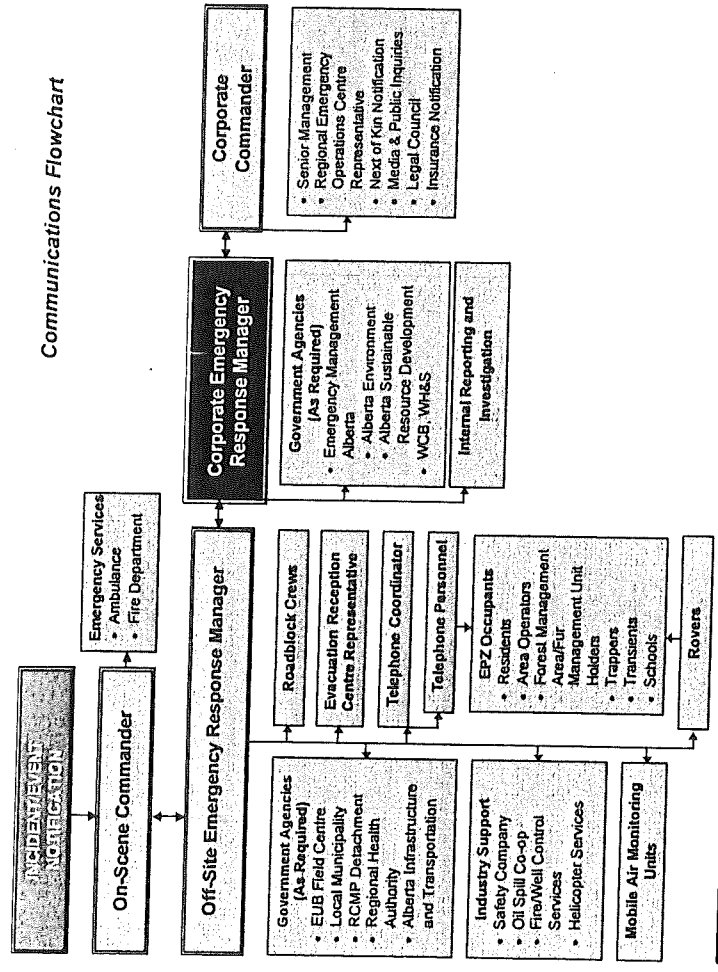 Communications Flowchart
INCIDENT/EVENT
NOTIFICATION
On-Scene Commander
Emergency Services
• Ambulance
• Fire Department
Off-Site Emergency Response Manager
Corporate Emergency
Response Manager
Corporate
Commander
Government Agencies
[As Required]
• EUB Field Centre
• Local Municipality
• RCMP Detachment
• Regional Health
Authority
• Alberta Infrastructure
and Transportation
Industry Support
• Safety Company
• Oil Spill Co-op
• Fire/Well Control
Services
• Helicopter Services
Mobile Air Monitoring
Units
Roadblock Crews
Evacuation Reception
Centre Representative
Telephone Coordinator
Telephone Personnel
EPZ Occupants
• Residents
• Area Operators
• Forest Management
Area/Fur
Management Unit
Holders
• Trappers
• Transients
• Schools
Rovers
Government Agencies
[As Required]
• Emergency Management
Alberta
• Alberta Environment
• Alberta Sustainable
Resource Development
• WCB, WH&S
Internal Reporting and
Investigation
• Senior Management
• Regional Emergency
Operations Centre
Representative
• Next of Kin Notification
• Media & Public Inquiries
• Legal Council
• Insurance Notification